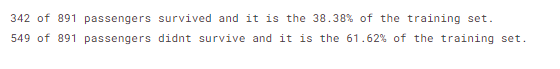 342 of 891 passengers survived and it is the 38.38% of the training set.
549 of 891 passengers didnt survive and it is the 61.62% of the training set.